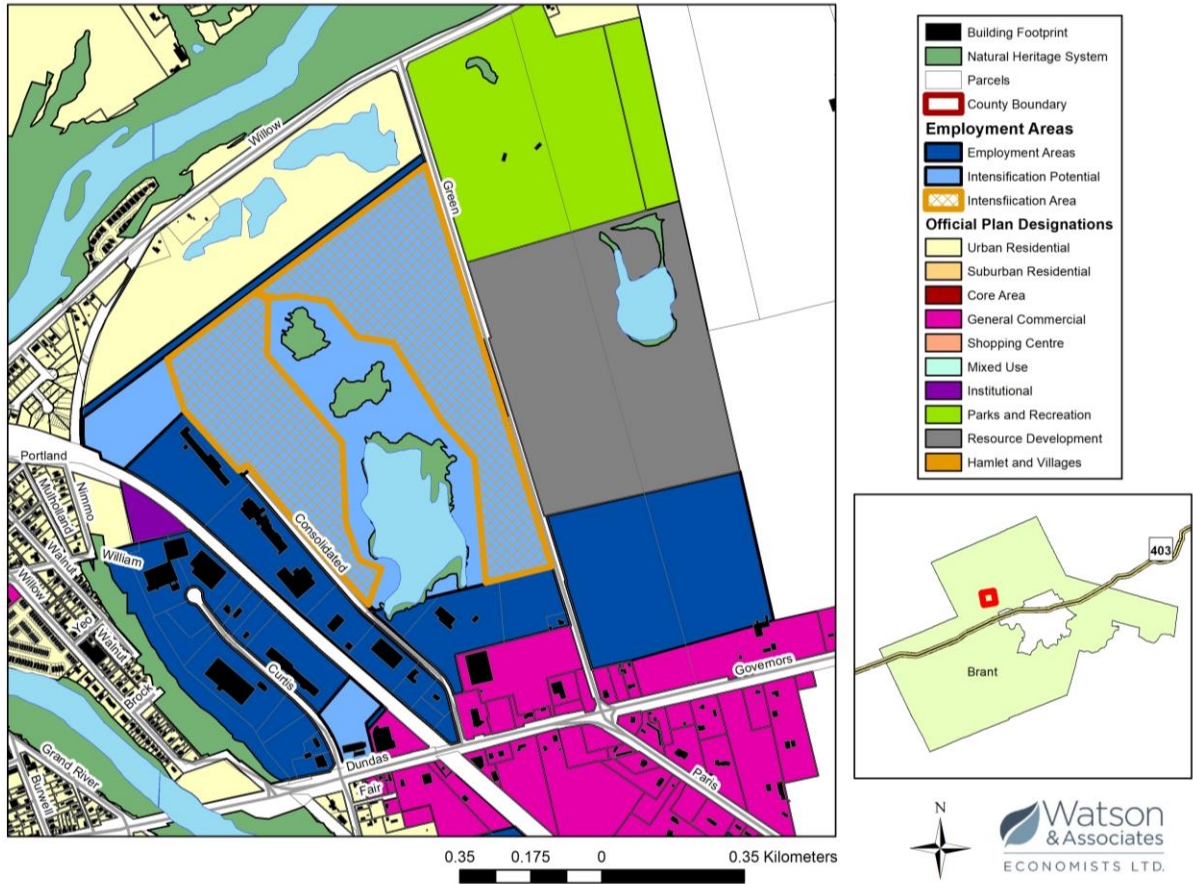 Willow
Green
Portland
Nimmo
Mulholland
Walnut
William
Willow
Yeo
Walnut
Brock
Consolidated
Curtis
Grand River
Burwell
Dundas
Fair
Governors
Paris
Building Footprint
Natural Heritage System
Parcels
County Boundary
Employment Areas
Employment Areas
Intensification Potential
Intensfiication Area
Official Plan Designations
Urban Residential
Suburban Residential
Core Area
General Commercial
Shopping Centre
Mixed Use
Institutional
Parks and Recreation
Resource Development
Hamlet and Villages
403
Brant
N
Watson
& Associates
ECONOMISTS LTD.
0.35 0.175 0 0.35 Kilometers